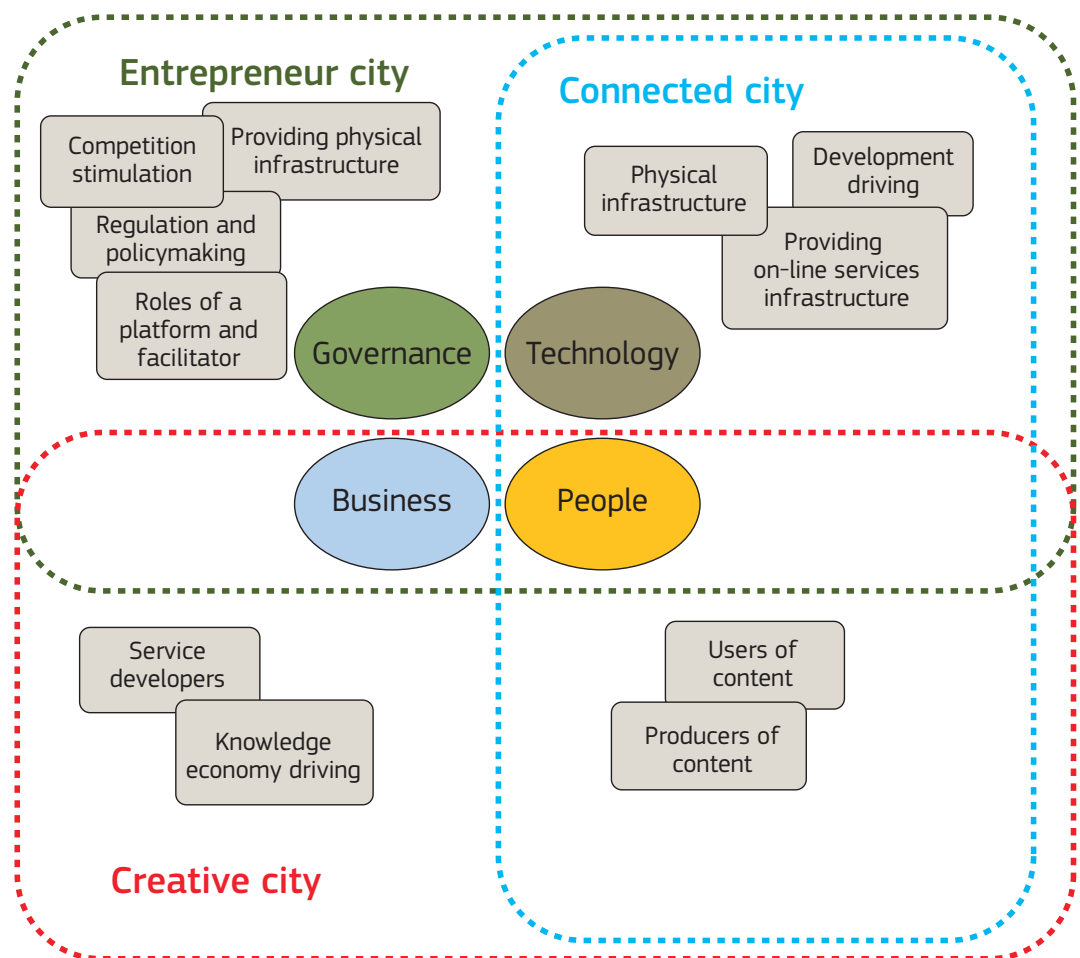 Entrepreneur city
Connected city
Competition
stimulation
Providing physical
infrastructure
Regulation and
policymaking
Roles of a
platform and
facilitator
Physical
infrastructure
Development
driving
Providing
on-line services
infrastructure
Governance
Technology
Business
People
Service
developers
Knowledge
economy driving
Users of
content
Producers of
content
Creative city